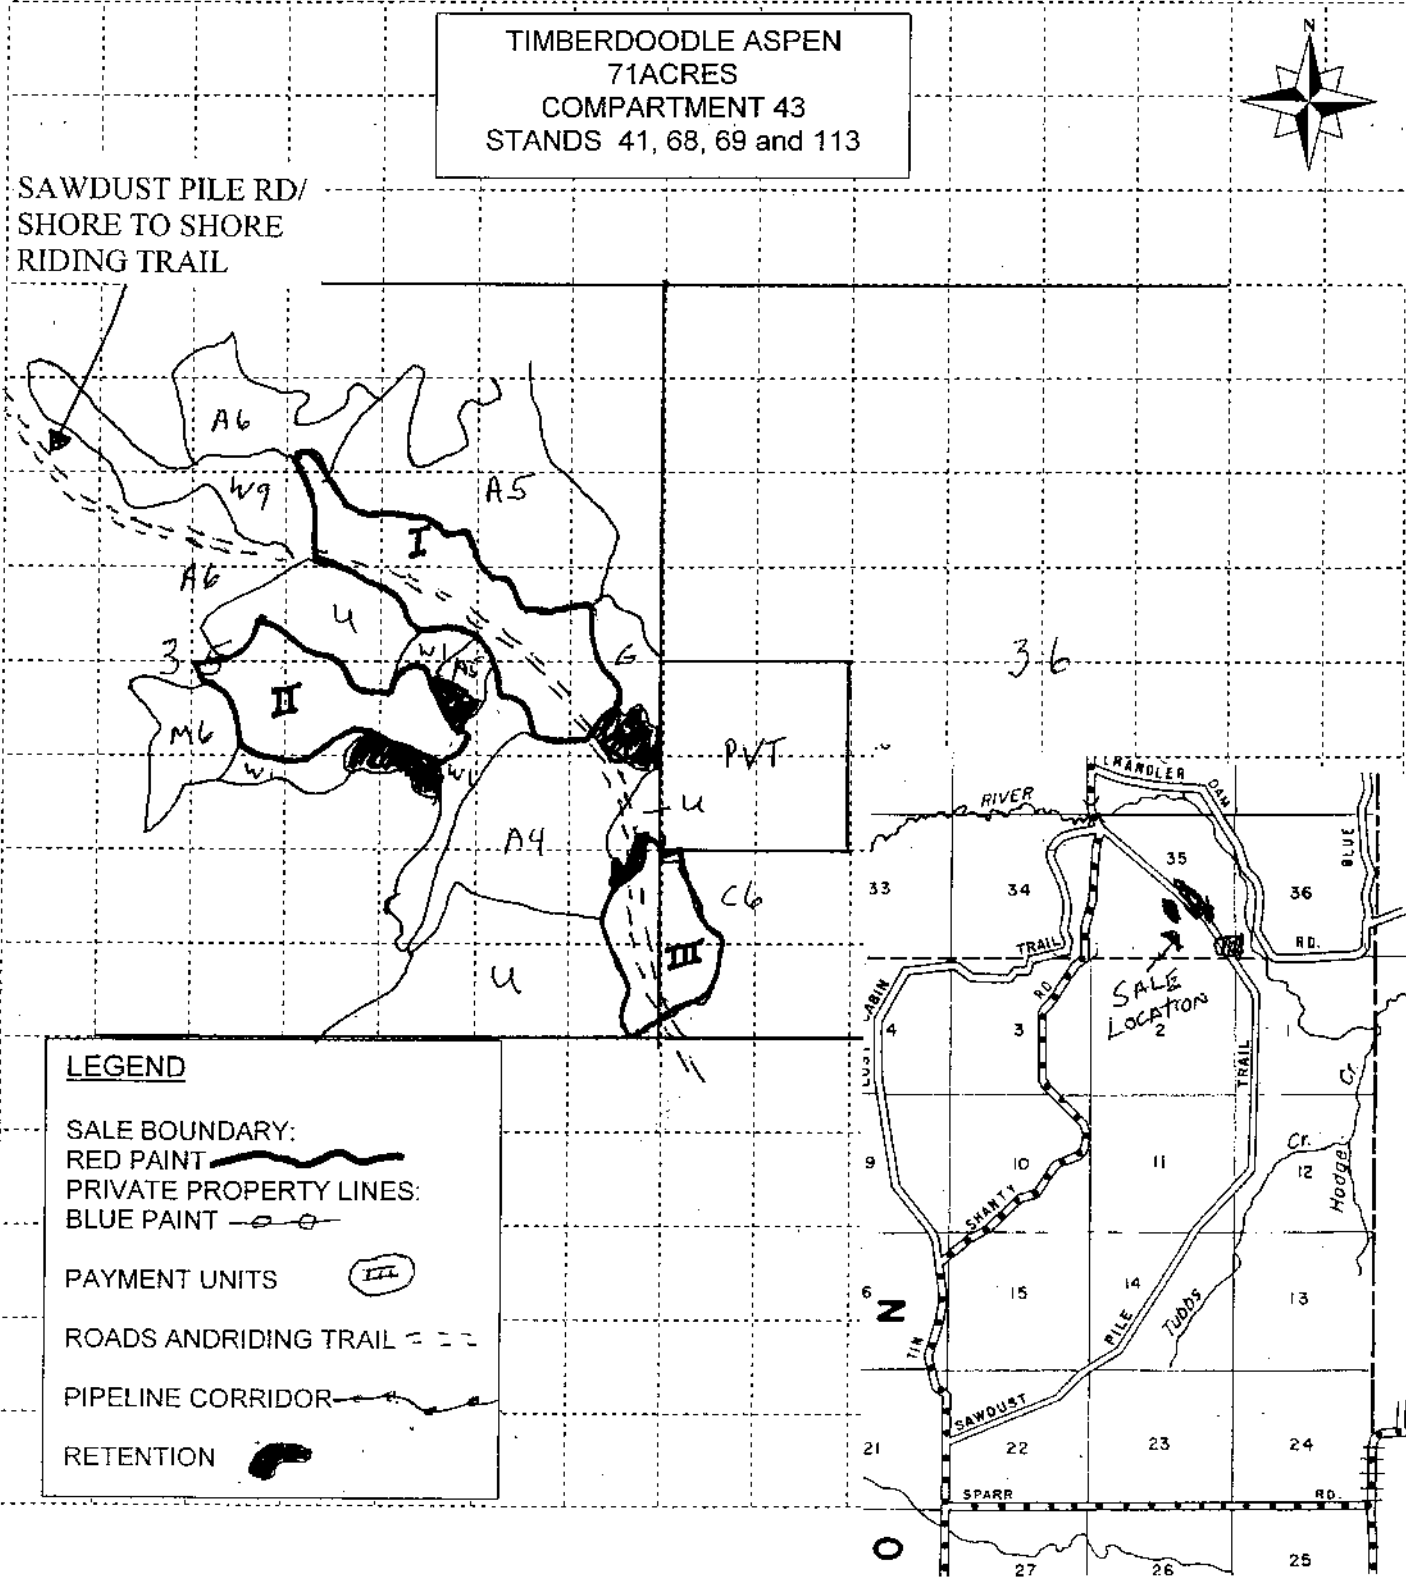 TIMBERDOODLE ASPEN
71ACRES
COMPARTMENT 43
STANDS 41, 68, 69 and 113
N
SAWDUST PILE RD/
SHORE TO SHORE
RIDING TRAIL
A6
W9
A5
I
A6
U
W1
A5
G
35
36
II
M6
W1
W1
PVT
U
A4
C6
III
U
LEGEND
SALE BOUNDARY:
RED PAINT
PRIVATE PROPERTY LINES:
BLUE PAINT
PAYMENT UNITS III
ROADS ANDRIDING TRAIL
PIPELINE CORRIDOR
RETENTION
RIVER
DAM
BLUE
35
33
34
36
TRAIL
RD.
RD
SALE
LOCATION
4
3
2
1
TRAIL
Cr.
9
10
11
Cr.
12
Hodge
SHANTY
6
N
15
14
13
TIN
PILE
Tubbs
SAWDUST
21
22
23
24
SPARR
RD.
O
27
26
25